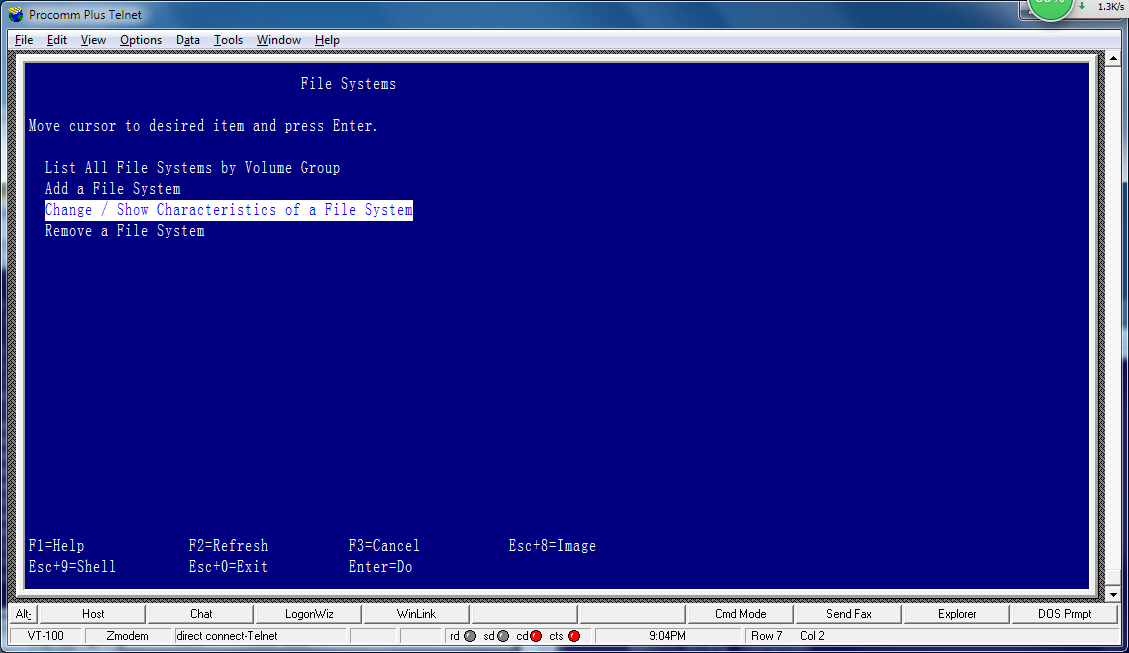 Procomm Plus Telnet
1.3K/s
File Edit View Options Data Tools Window Help
File Systems
Move cursor to desired item and press Enter.
List All File Systems by Volume Group
Add a File System
Change / Show Characteristics of a File System
Remove a File System
F1=Help F2=Refresh F3=Cancel Esc+8=Image
Esc+9=Shell Esc+0=Exit Enter=Do
Alt- Host Chat LogonWiz WinLink Cmd Mode Send Fax Explorer DOS Prmpt
VT-100 Zmodem direct connect-Telnet rd sd cd cts 9:04PM Row 7 Col 2